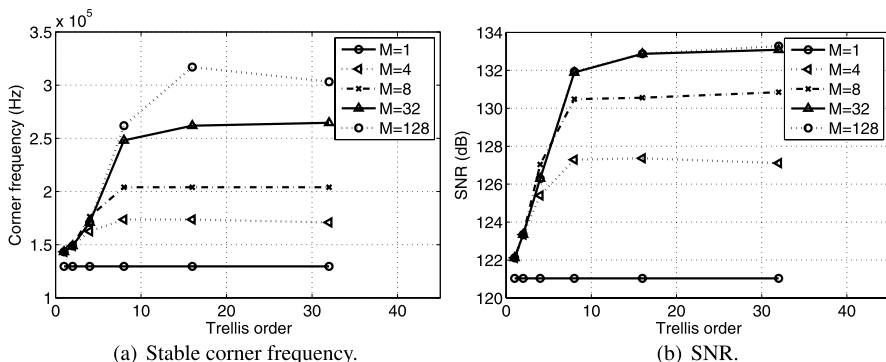 x 10^5
3.5
3
2.5
2
1.5
1
Corner frequency (Hz)
0 10 20 30 40
Trellis order
M=1
M=4
M=8
M=32
M=128
(a) Stable corner frequency.
134
132
130
128
126
124
122
120
SNR (dB)
0 10 20 30 40
Trellis order
M=1
M=4
M=8
M=32
M=128
(b) SNR.